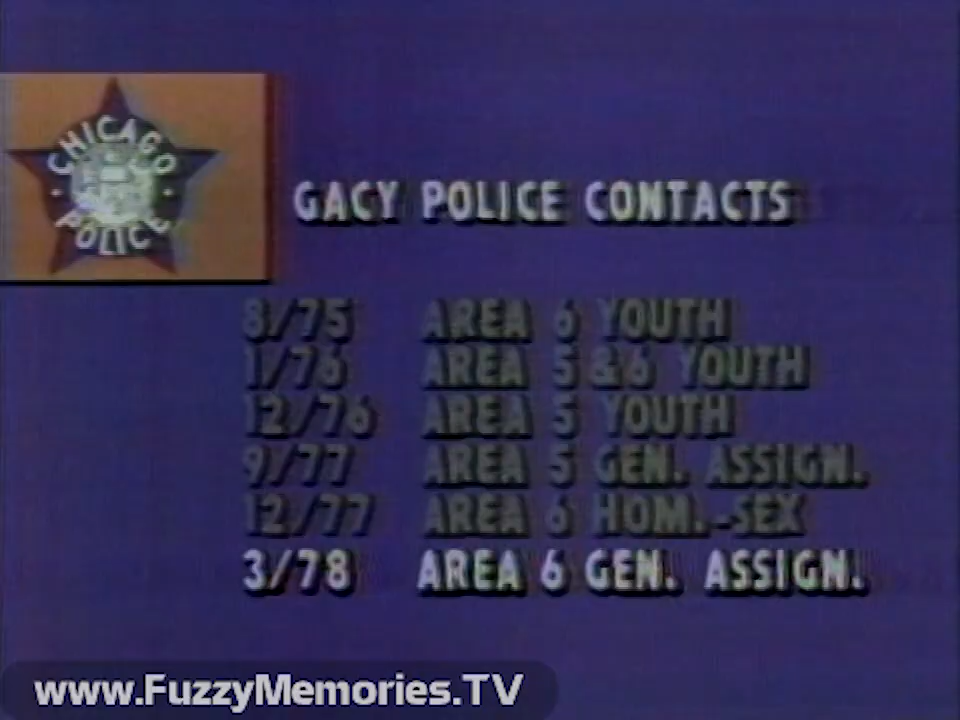 CHICAGO
POLICE
GACY POLICE CONTACTS
8/75 AREA 6 YOUTH
1/76 AREA 5 & 6 YOUTH
12/76 AREA 5 YOUTH
9/77 AREA 5 GEN. ASSIGN.
12/77 AREA 6 HOM.-SEX
3/78 AREA 6 GEN. ASSIGN.
www.FuzzyMemories.TV